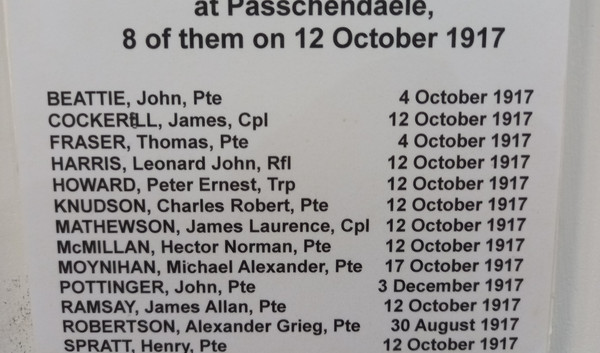 at Passchendaele,
8 of them on 12 October 1917
BEATTIE, John, Pte 4 October 1917
COCKERILL, James, Cpl 12 October 1917
FRASER, Thomas, Pte 4 October 1917
HARRIS, Leonard John, Rfl 12 October 1917
HOWARD, Peter Ernest, Trp 12 October 1917
KNUDSON, Charles Robert, Pte 12 October 1917
MATHEWSON, James Laurence, Cpl 12 October 1917
McMILLAN, Hector Norman, Pte 12 October 1917
MOYNIHAN, Michael Alexander, Pte 17 October 1917
POTTINGER, John, Pte 3 December 1917
RAMSAY, James Allan, Pte 12 October 1917
ROBERTSON, Alexander Grieg, Pte 30 August 1917
SPRATT, Henry, Pte 12 October 1917